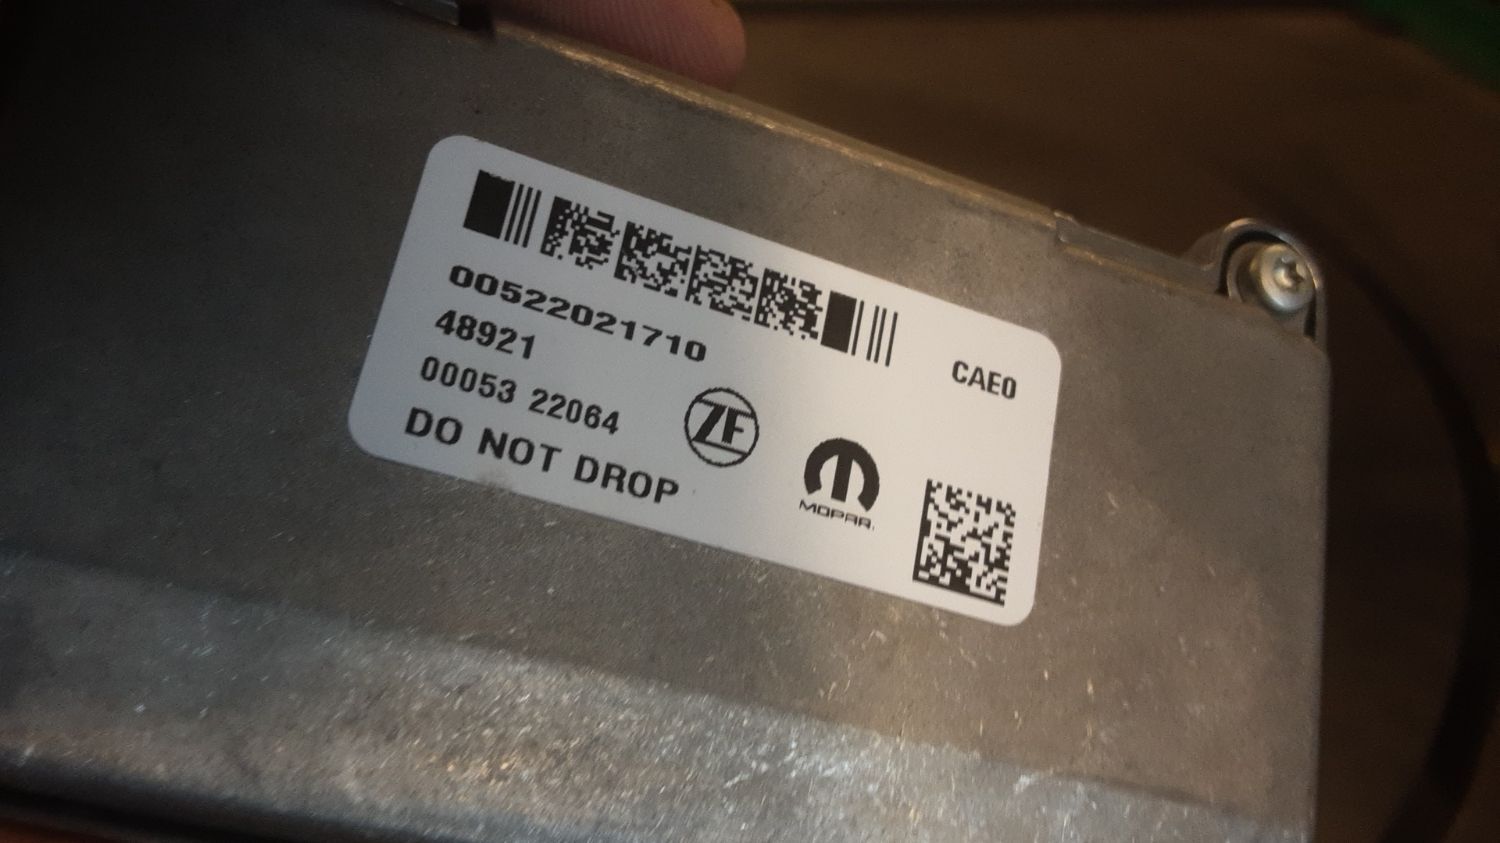 00522021710
48921
CAE0
00053 22064
ZF
DO NOT DROP
MOPAR